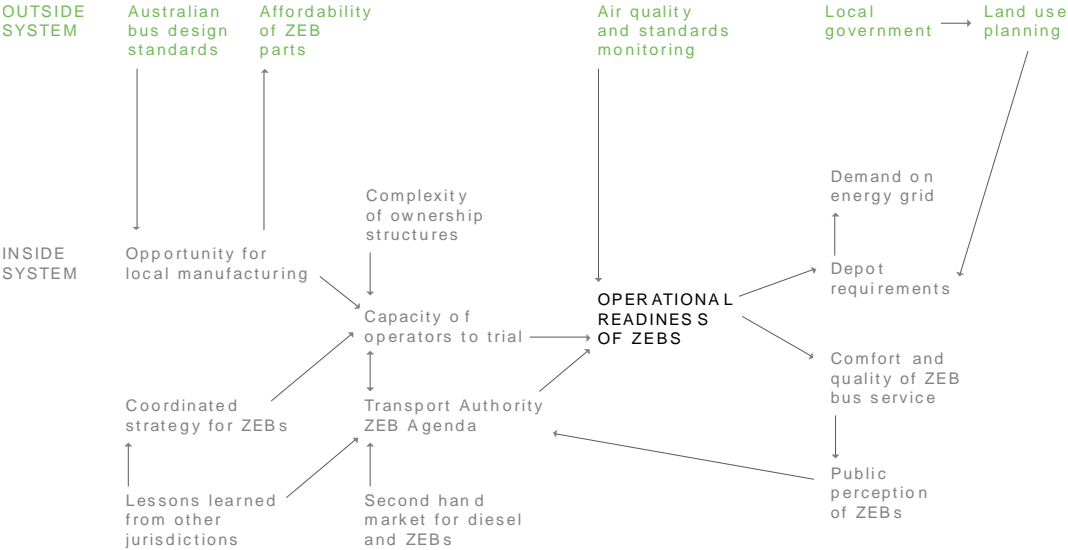 OUTSIDE
SYSTEM
Australian
bus design
standards
Affordability
of ZEB
parts
Air quality
and standards
monitoring
Local
government
Land use
planning
Complexity
of ownership
structures
Demand on
energy grid
INSIDE
SYSTEM
Opportunity for
local manufacturing
Depot
requirements
OPERATIONAL
READINESS
OF ZEBS
Capacity of
operators to trial
Comfort and
quality of ZEB
bus service
Coordinated
strategy for ZEBs
Transport Authority
ZEB Agenda
Public
perception
of ZEBs
Lessons learned
from other
jurisdictions
Second hand
market for diesel
and ZEBs